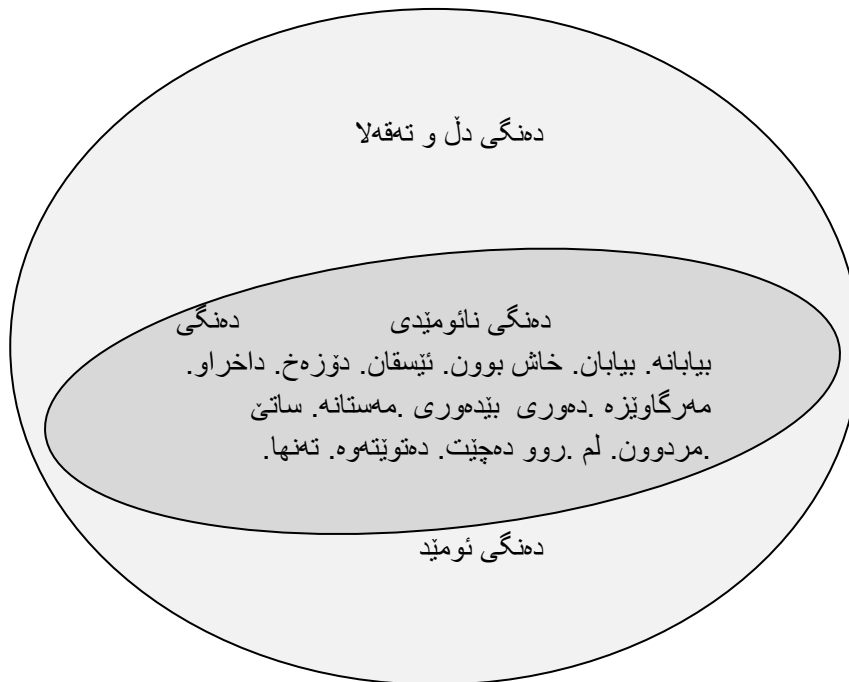 دەنگی دڵ و تەقەلا
دەنگی نائومێدی دەنگی
بیابانە. بیابان. خاش بوون. ئێسقان. دۆزەخ. داخراو.
مەرگاوێزە .دەوری بێدەوری .مەستانە. ساتێ
.مردوون. لم .روو دەچێت. دەتوێتەوە. تەنها.
دەنگی ئومێد